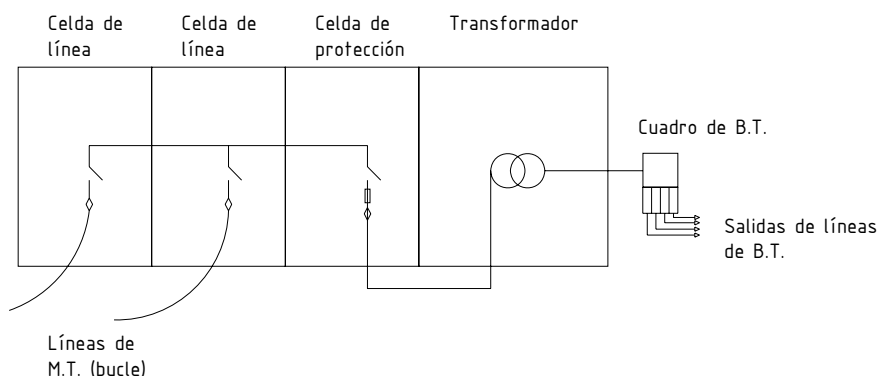 Celda de
línea
Celda de
línea
Celda de
protección
Transformador
Cuadro de B.T.
Salidas de líneas
de B.T.
Líneas de
M.T. (bucle)